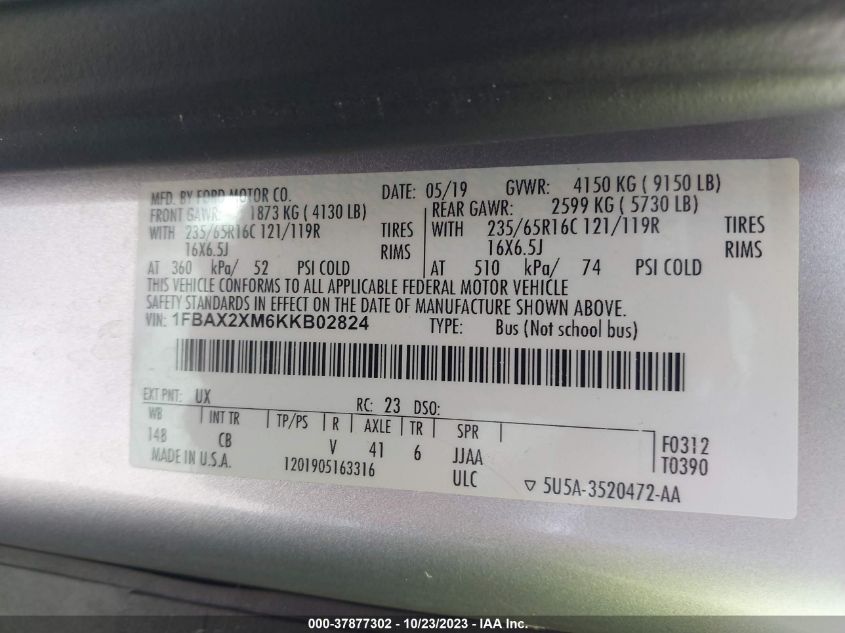 MFD. BY FORD MOTOR CO. DATE: 05/19 GVWR: 4150 KG ( 9150 LB)
FRONT GAWR: 1873 KG ( 4130 LB) REAR GAWR: 2599 KG ( 5730 LB)
WITH 235/65R16C 121/119R TIRES WITH 235/65R16C 121/119R TIRES
16X6.5J RIMS 16X6.5J RIMS
AT 360 kPa/ 52 PSI COLD AT 510 kPa/ 74 PSI COLD
THIS VEHICLE CONFORMS TO ALL APPLICABLE FEDERAL MOTOR VEHICLE
SAFETY STANDARDS IN EFFECT ON THE DATE OF MANUFACTURE SHOWN ABOVE.
VIN: 1FBAX2XM6KKB02824 TYPE: Bus (Not school bus)
EXT PNT: UX RC: 23 DSO:
WB INT TR TP/PS R AXLE TR SPR
148 CB V 41 6 JJAA F0312
MADE IN U.S.A. 1201905163316 ULC T0390
5U5A-3520472-AA
000-37877302 - 10/23/2023 - IAA Inc.